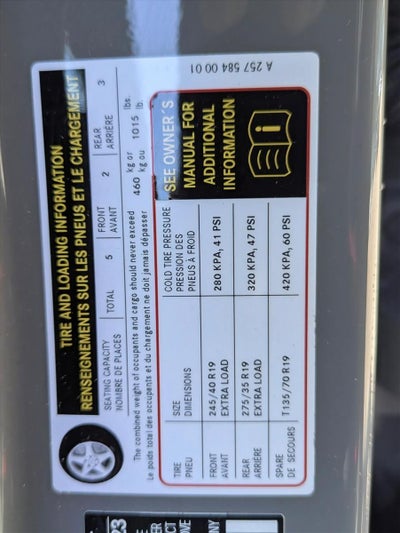 TIRE AND LOADING INFORMATION
RENSEIGNEMENTS SUR LES PNEUS ET LE CHARGEMENT
SEATING CAPACITY TOTAL 5 FRONT 2 REAR 3
NOMBRE DE PLACES AVANT ARRIÈRE
The combined weight of occupants and cargo should never exceed 460 kg or 1015 lbs.
Le poids total des occupants et du chargement ne doit jamais dépasser kg ou lb.
TIRE SIZE COLD TIRE PRESSURE
PNEU DIMENSIONS PRESSION DES
PNEUS À FROID
FRONT 245/40 R19 280 KPA, 41 PSI
AVANT EXTRA LOAD
REAR 275/35 R19 320 KPA, 47 PSI
ARRIÈRE EXTRA LOAD
SPARE T135/70 R19 420 KPA, 60 PSI
DE SECOURS
SEE OWNER´S
MANUAL FOR
ADDITIONAL
INFORMATION
A 257 584 00 01
23